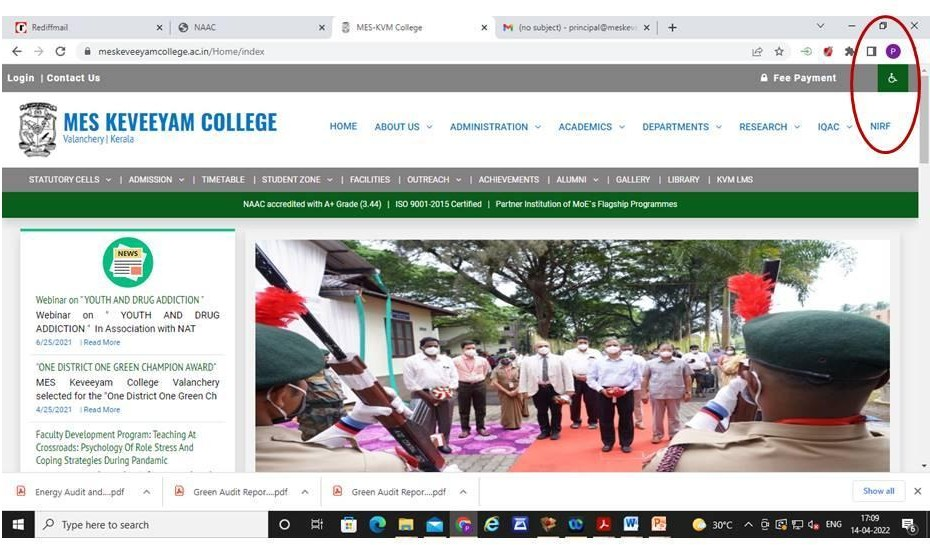 Rediffmail
NAAC
MES-KVM College
(no subject) - principal@meskeve
meskeveeyamcollege.ac.in/Home/index
P
Login | Contact Us
Fee Payment
MES KEVEEYAM COLLEGE
Valanchery | Kerala
HOME ABOUT US ADMINISTRATION ACADEMICS DEPARTMENTS RESEARCH IQAC NIRF
STATUTORY CELLS | ADMISSION | TIMETABLE | STUDENT ZONE | FACILITIES | OUTREACH | ACHIEVEMENTS | ALUMNI | GALLERY | LIBRARY | KVM LMS
NAAC accredited with A+ Grade (3.44) | ISO 9001-2015 Certified | Partner Institution of MoE's Flagship Programmes
NEWS
Webinar on "YOUTH AND DRUG ADDICTION"
Webinar on " YOUTH AND DRUG
ADDICTION " In Association with NAT
6/25/2021 | Read More
"ONE DISTRICT ONE GREEN CHAMPION AWARD"
MES Keveeyam College Valanchery
selected for the "One District One Green Ch
4/25/2021 | Read More
Faculty Development Program: Teaching At
Crossroads: Psychology Of Role Stress And
Coping Strategies During Pandamic
Energy Audit and....pdf
Green Audit Repor....pdf
Green Audit Repor....pdf
Show all
Type here to search
30°C
ENG
17:09
14-04-2022
6